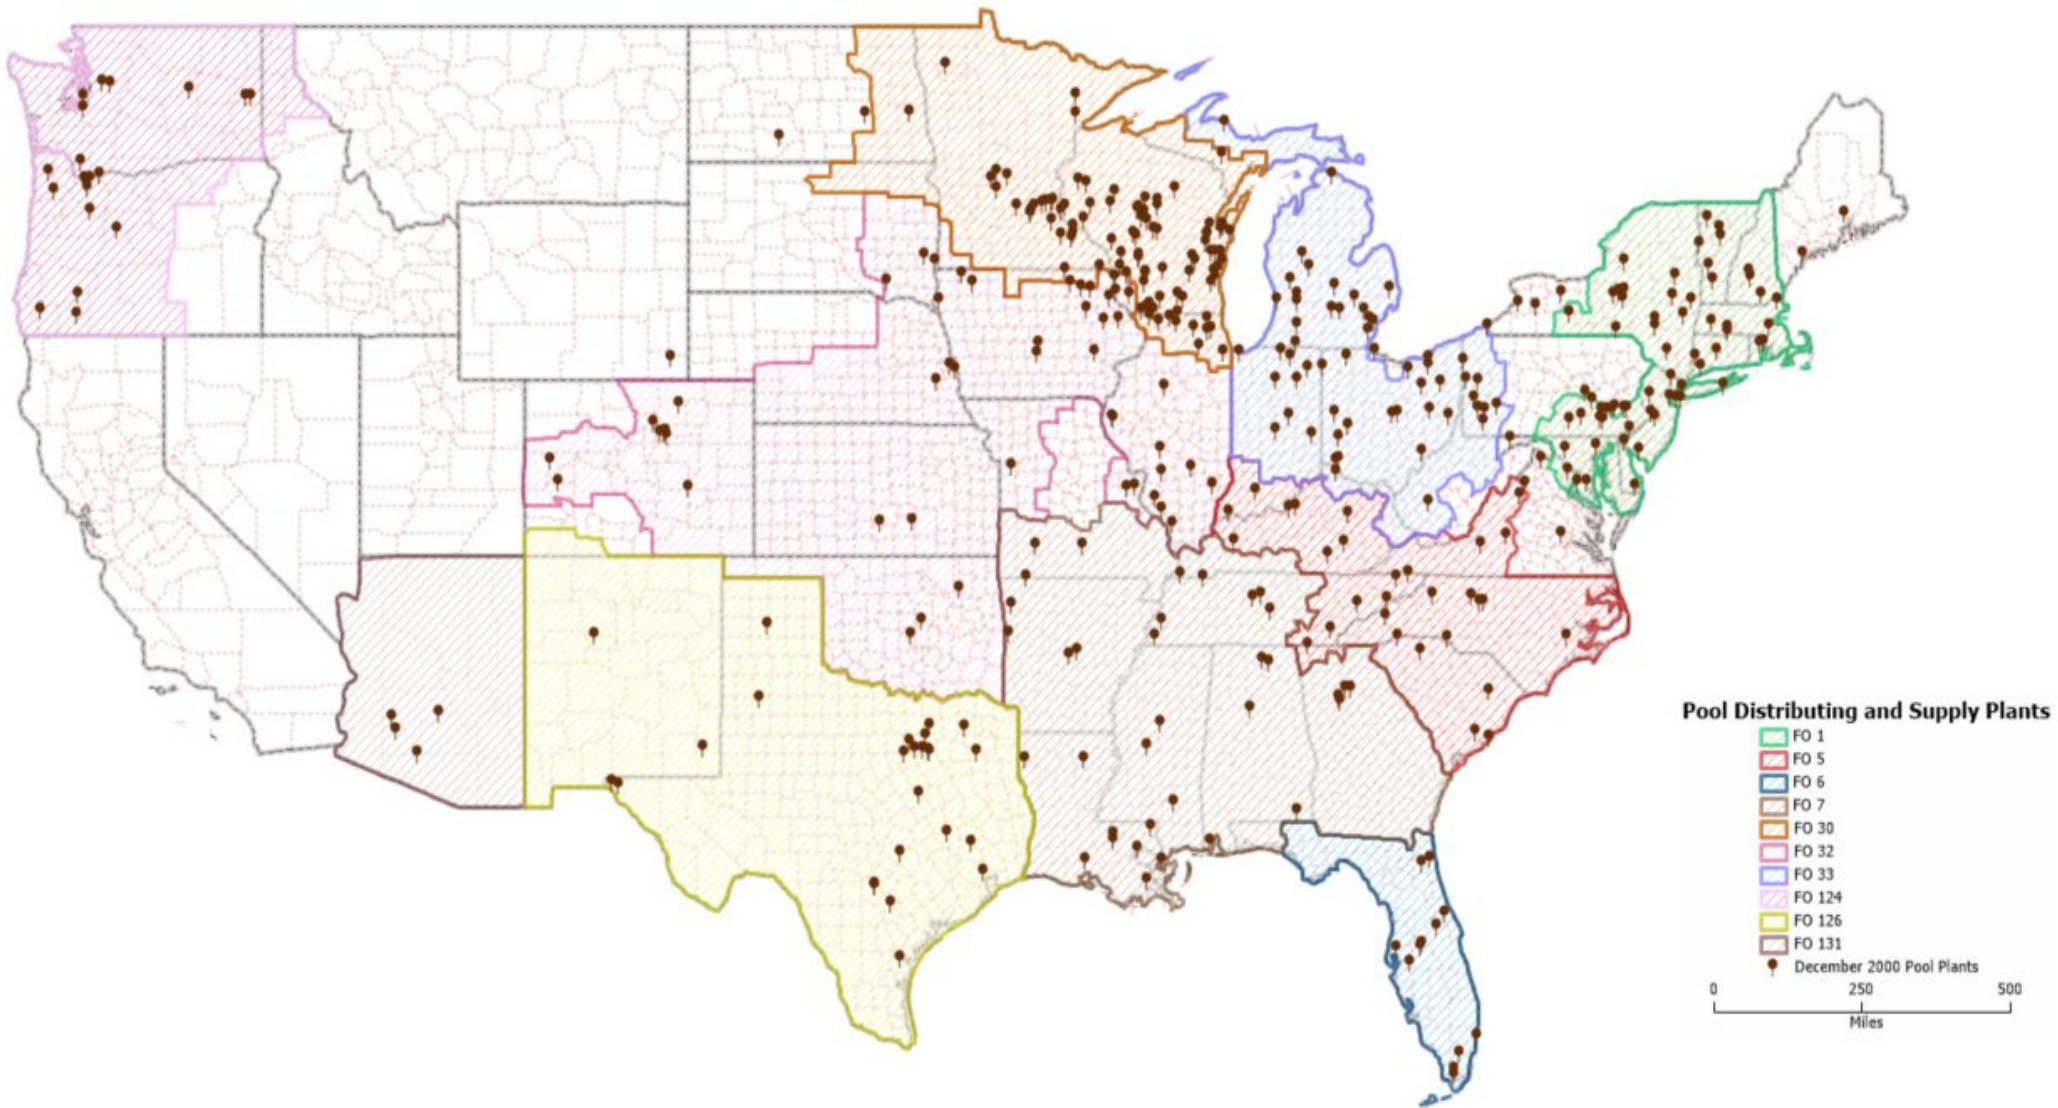 Pool Distributing and Supply Plants
FO 1
FO 5
FO 6
FO 7
FO 30
FO 32
FO 33
FO 124
FO 126
FO 131
December 2000 Pool Plants
0 250 500
Miles